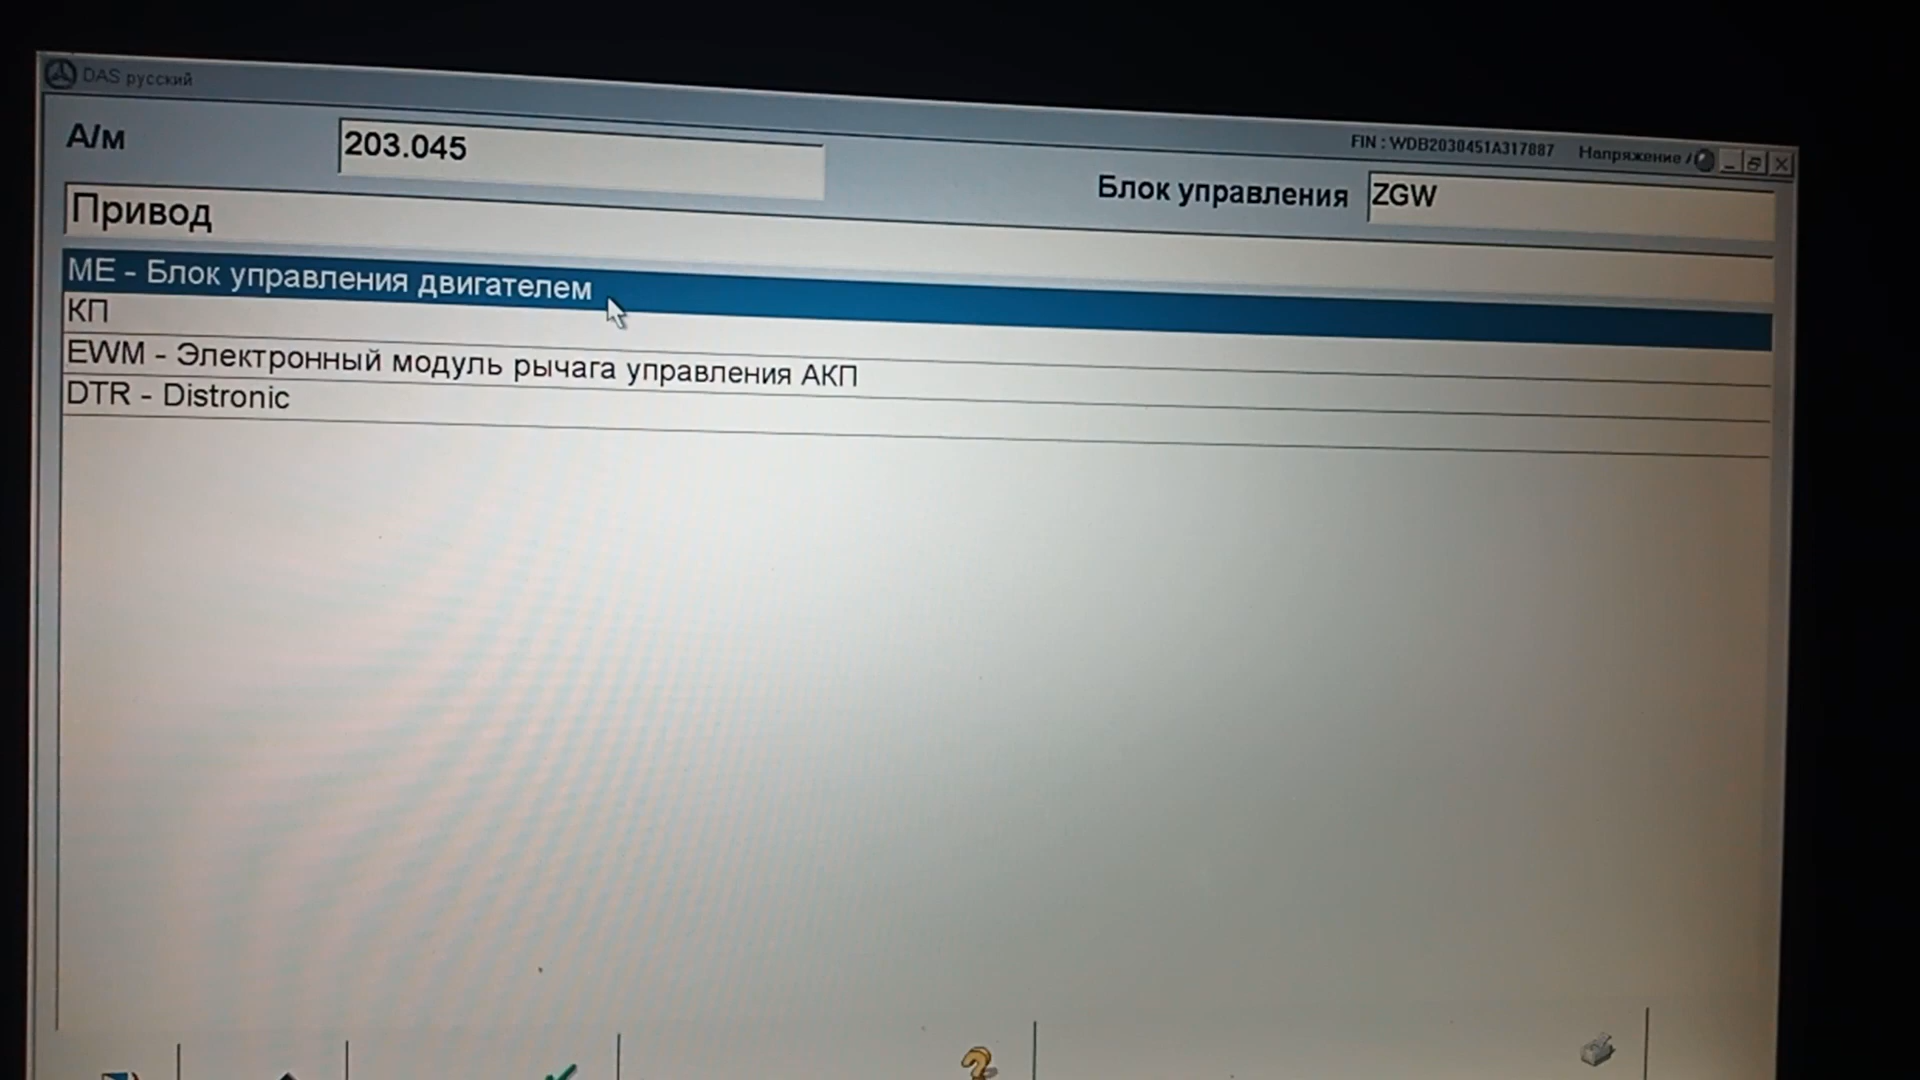 DAS русский
FIN : WDB2030451A317887 Напряжение /
А/м 203.045
Блок управления ZGW
Привод
ME - Блок управления двигателем
КП
EWM - Электронный модуль рычага управления АКП
DTR - Distronic